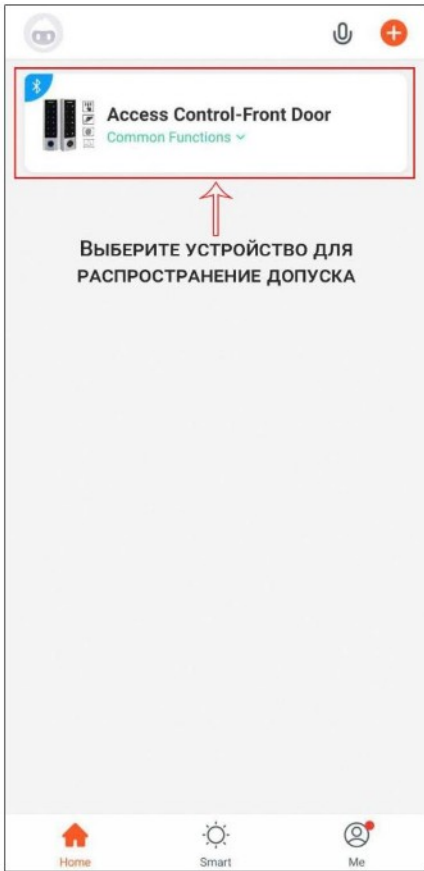 Access Control-Front Door
Common Functions
ВЫБЕРИТЕ УСТРОЙСТВО ДЛЯ
РАСПРОСТРАНЕНИЕ ДОПУСКА
Home
Smart
Me